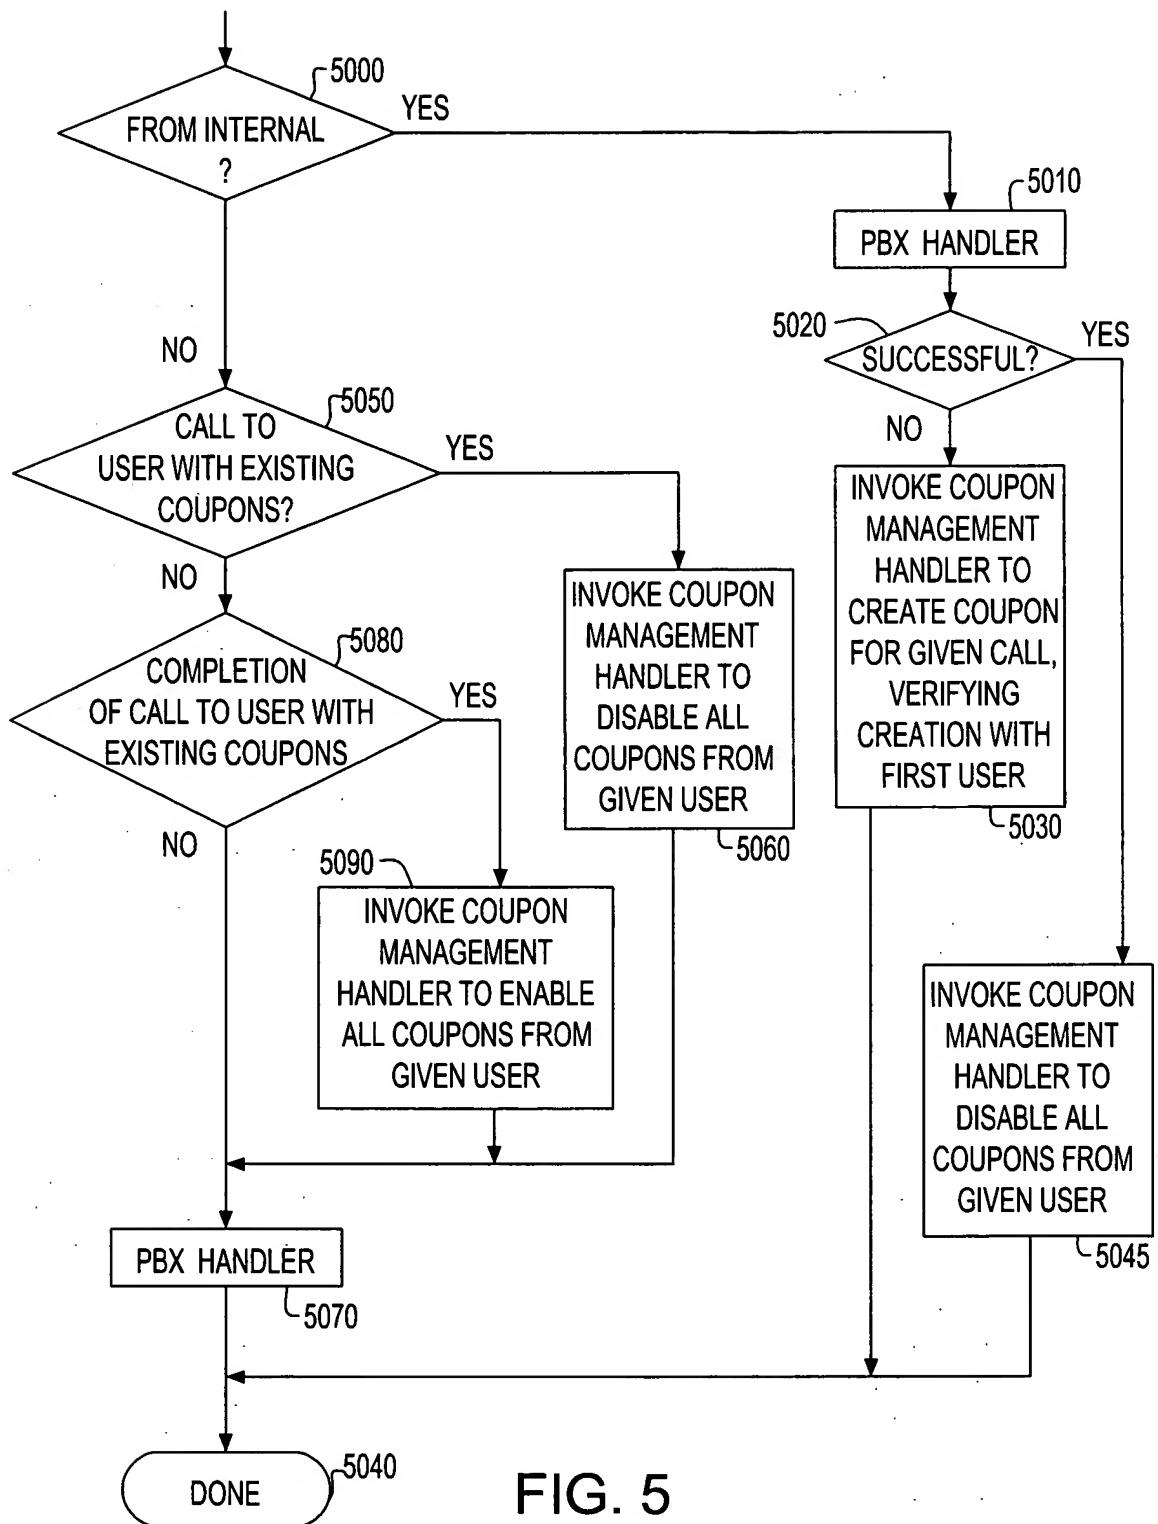 5000
YES
FROM INTERNAL
?
5010
PBX HANDLER
5020
YES
SUCCESSFUL?
NO
NO
5050
CALL TO
USER WITH EXISTING
COUPONS?
YES
NO
INVOKE COUPON
MANAGEMENT
HANDLER TO
CREATE COUPON
FOR GIVEN CALL,
VERIFYING
CREATION WITH
FIRST USER
5030
INVOKE COUPON
MANAGEMENT
HANDLER TO
DISABLE ALL
COUPONS FROM
GIVEN USER
5060
5080
COMPLETION
OF CALL TO USER WITH
EXISTING COUPONS
YES
NO
5090
INVOKE COUPON
MANAGEMENT
HANDLER TO ENABLE
ALL COUPONS FROM
GIVEN USER
INVOKE COUPON
MANAGEMENT
HANDLER TO
DISABLE ALL
COUPONS FROM
GIVEN USER
5045
PBX HANDLER
5070
5040
DONE
FIG. 5